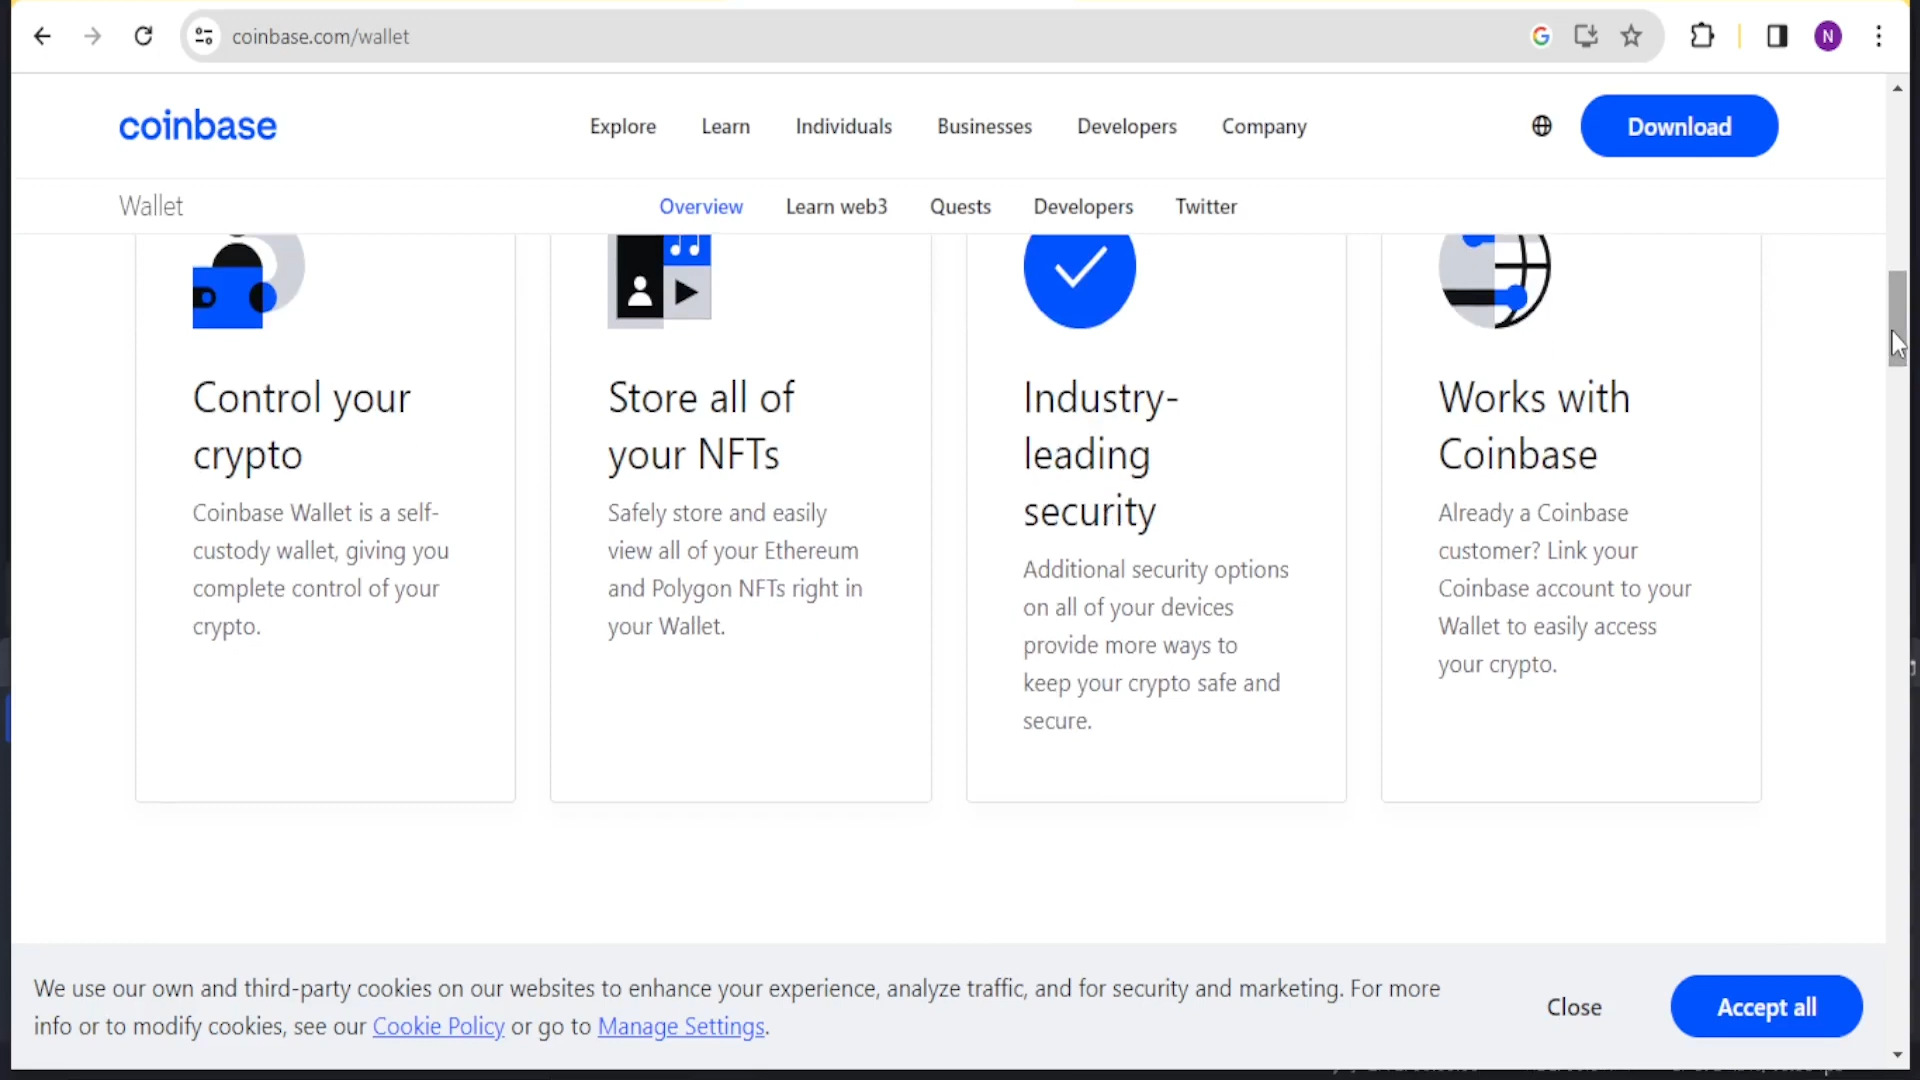 coinbase.com/wallet
N
coinbase
Explore
Learn
Individuals
Businesses
Developers
Company
Download
Wallet
Overview
Learn web3
Quests
Developers
Twitter
Control your
crypto
Coinbase Wallet is a self-
custody wallet, giving you
complete control of your
crypto.
Store all of
your NFTs
Safely store and easily
view all of your Ethereum
and Polygon NFTs right in
your Wallet.
Industry-
leading
security
Additional security options
on all of your devices
provide more ways to
keep your crypto safe and
secure.
Works with
Coinbase
Already a Coinbase
customer? Link your
Coinbase account to your
Wallet to easily access
your crypto.
We use our own and third-party cookies on our websites to enhance your experience, analyze traffic, and for security and marketing. For more
info or to modify cookies, see our Cookie Policy or go to Manage Settings.
Close
Accept all